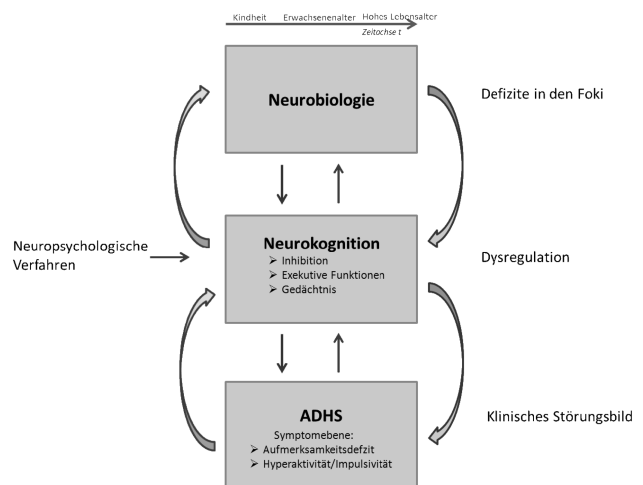 Kindheit Erwachsenenalter Hohes Lebensalter
Zeitachse t
Neurobiologie
Defizite in den Foki
Neuropsychologische
Verfahren
Neurokognition
➢ Inhibition
➢ Exekutive Funktionen
➢ Gedächtnis
Dysregulation
ADHS
Symptomebene:
➢ Aufmerksamkeitsdefzit
➢ Hyperaktivität/Impulsivität
Klinisches Störungsbild